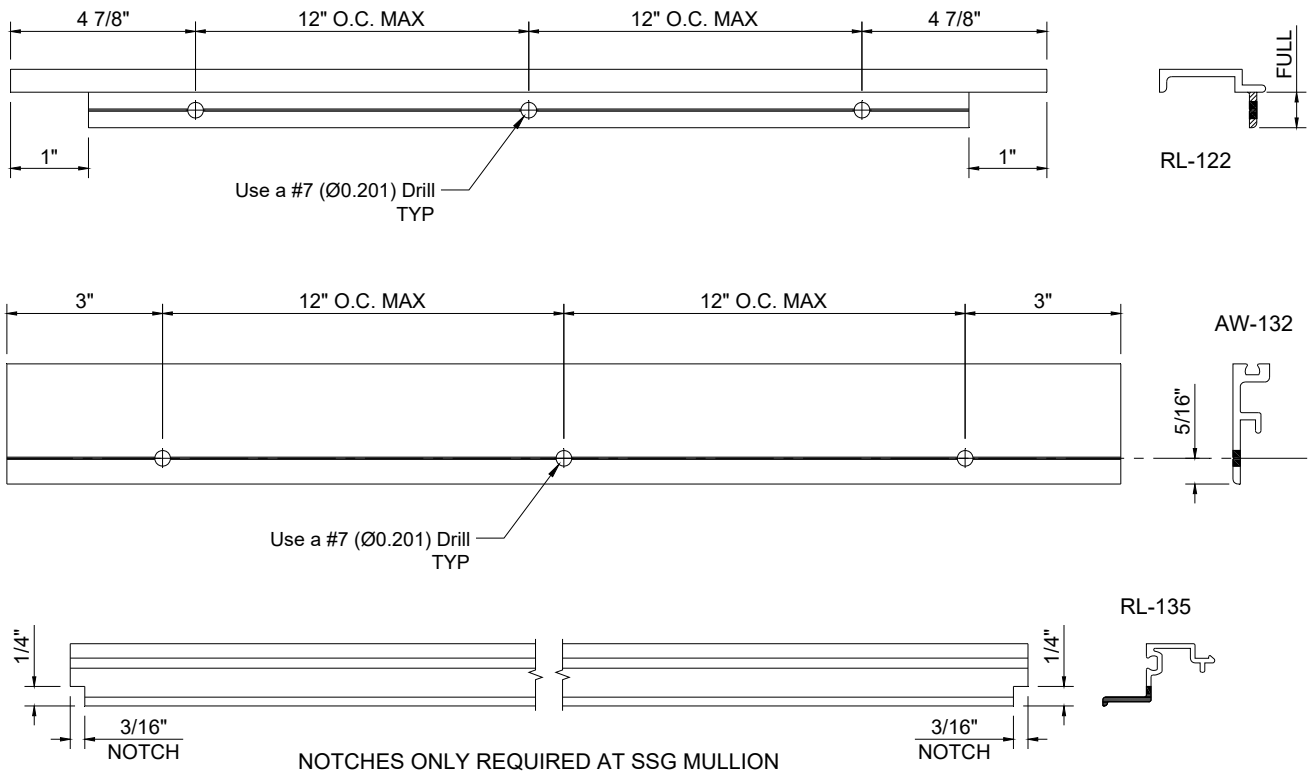 4 7/8" 12" O.C. MAX 12" O.C. MAX 4 7/8"
FULL
1" 1"
RL-122
Use a #7 (Ø0.201) Drill
TYP
3" 12" O.C. MAX 12" O.C. MAX 3"
AW-132
5/16"
Use a #7 (Ø0.201) Drill
TYP
RL-135
1/4" 1/4"
3/16" 3/16"
NOTCH NOTCH
NOTCHES ONLY REQUIRED AT SSG MULLION